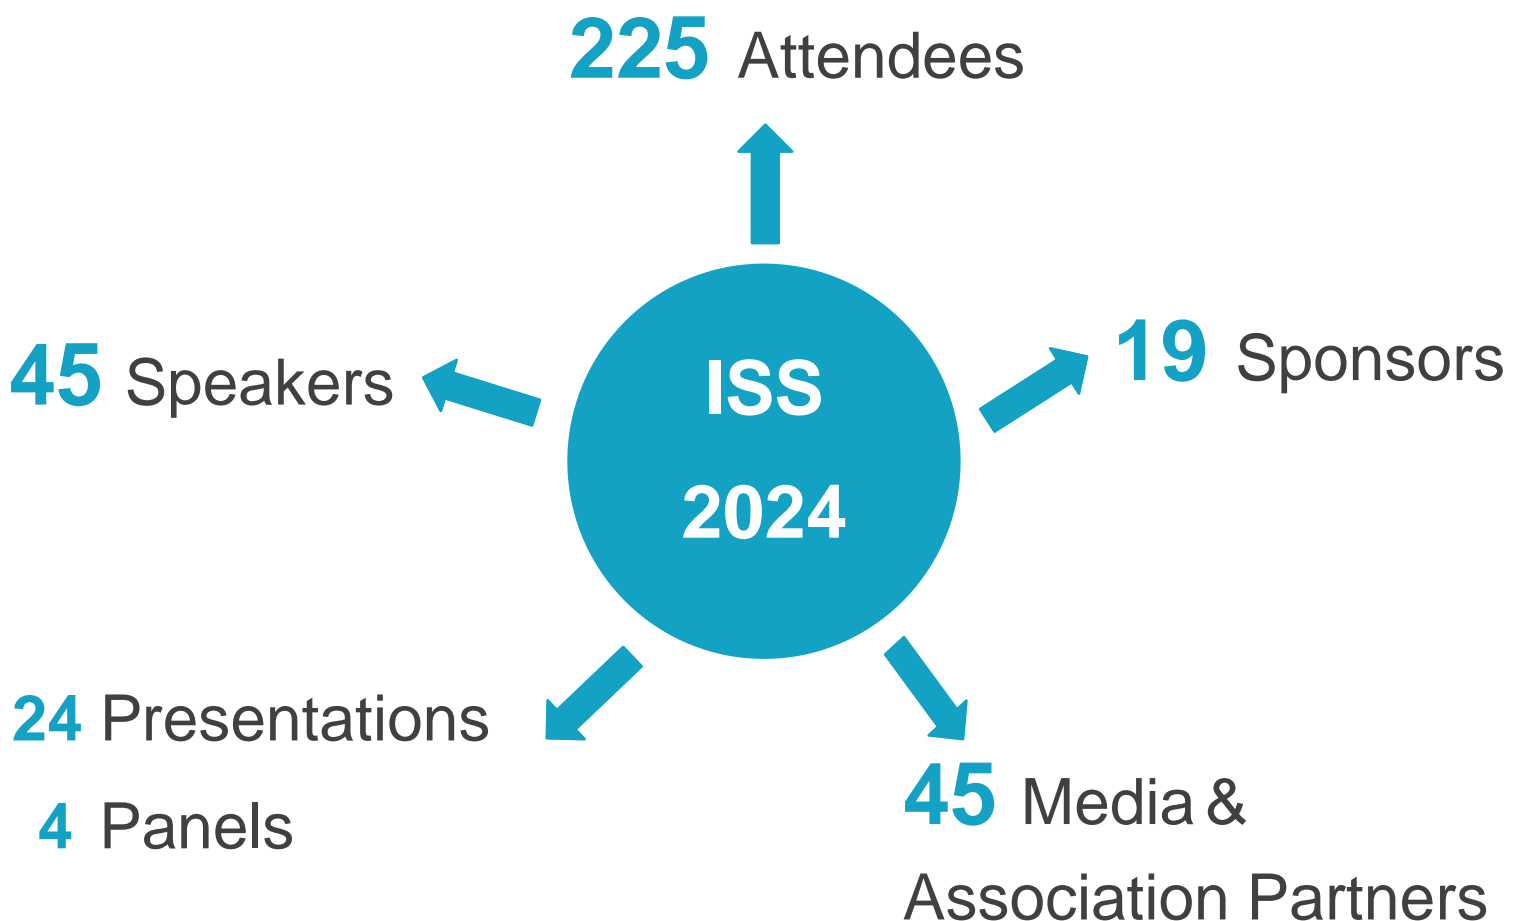 225 Attendees
19 Sponsors
45 Speakers
ISS
2024
24 Presentations
4 Panels
45 Media &
Association Partners